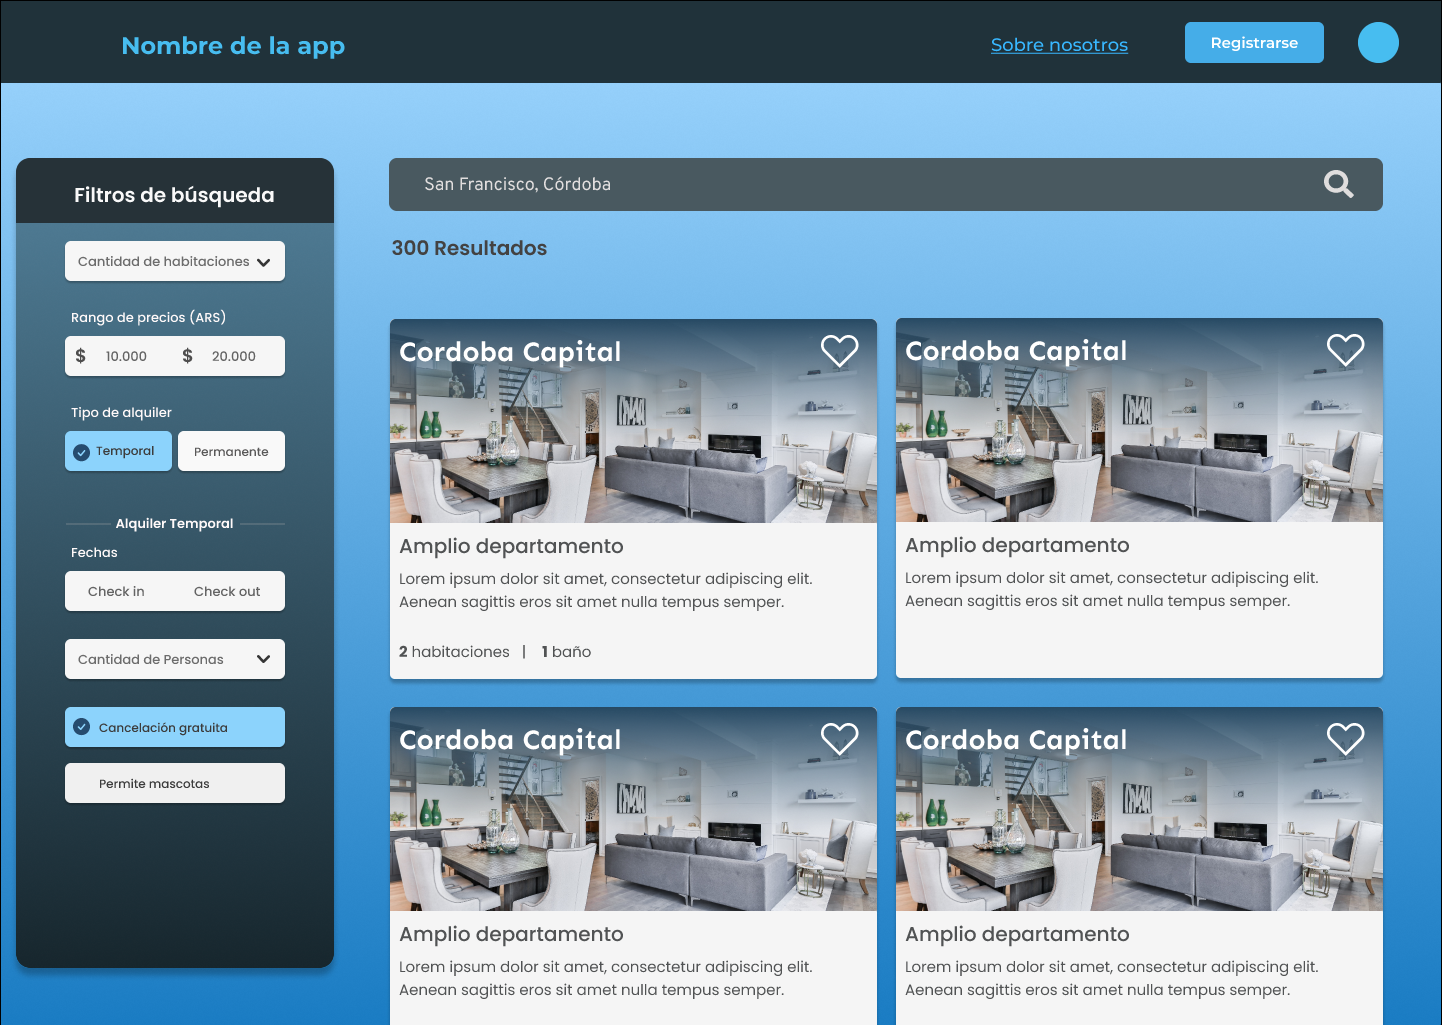 Nombre de la app
Sobre nosotros
Registrarse
Filtros de búsqueda
Cantidad de habitaciones
Rango de precios (ARS)
$ 10.000 $ 20.000
Tipo de alquiler
Temporal Permanente
Alquiler Temporal
Fechas
Check in Check out
Cantidad de Personas
Cancelación gratuita
Permite mascotas
San Francisco, Córdoba
300 Resultados
Cordoba Capital
Amplio departamento
Lorem ipsum dolor sit amet, consectetur adipiscing elit.
Aenean sagittis eros sit amet nulla tempus semper.
2 habitaciones | 1 baño
Cordoba Capital
Amplio departamento
Lorem ipsum dolor sit amet, consectetur adipiscing elit.
Aenean sagittis eros sit amet nulla tempus semper.
Cordoba Capital
Amplio departamento
Lorem ipsum dolor sit amet, consectetur adipiscing elit.
Aenean sagittis eros sit amet nulla tempus semper.
Cordoba Capital
Amplio departamento
Lorem ipsum dolor sit amet, consectetur adipiscing elit.
Aenean sagittis eros sit amet nulla tempus semper.